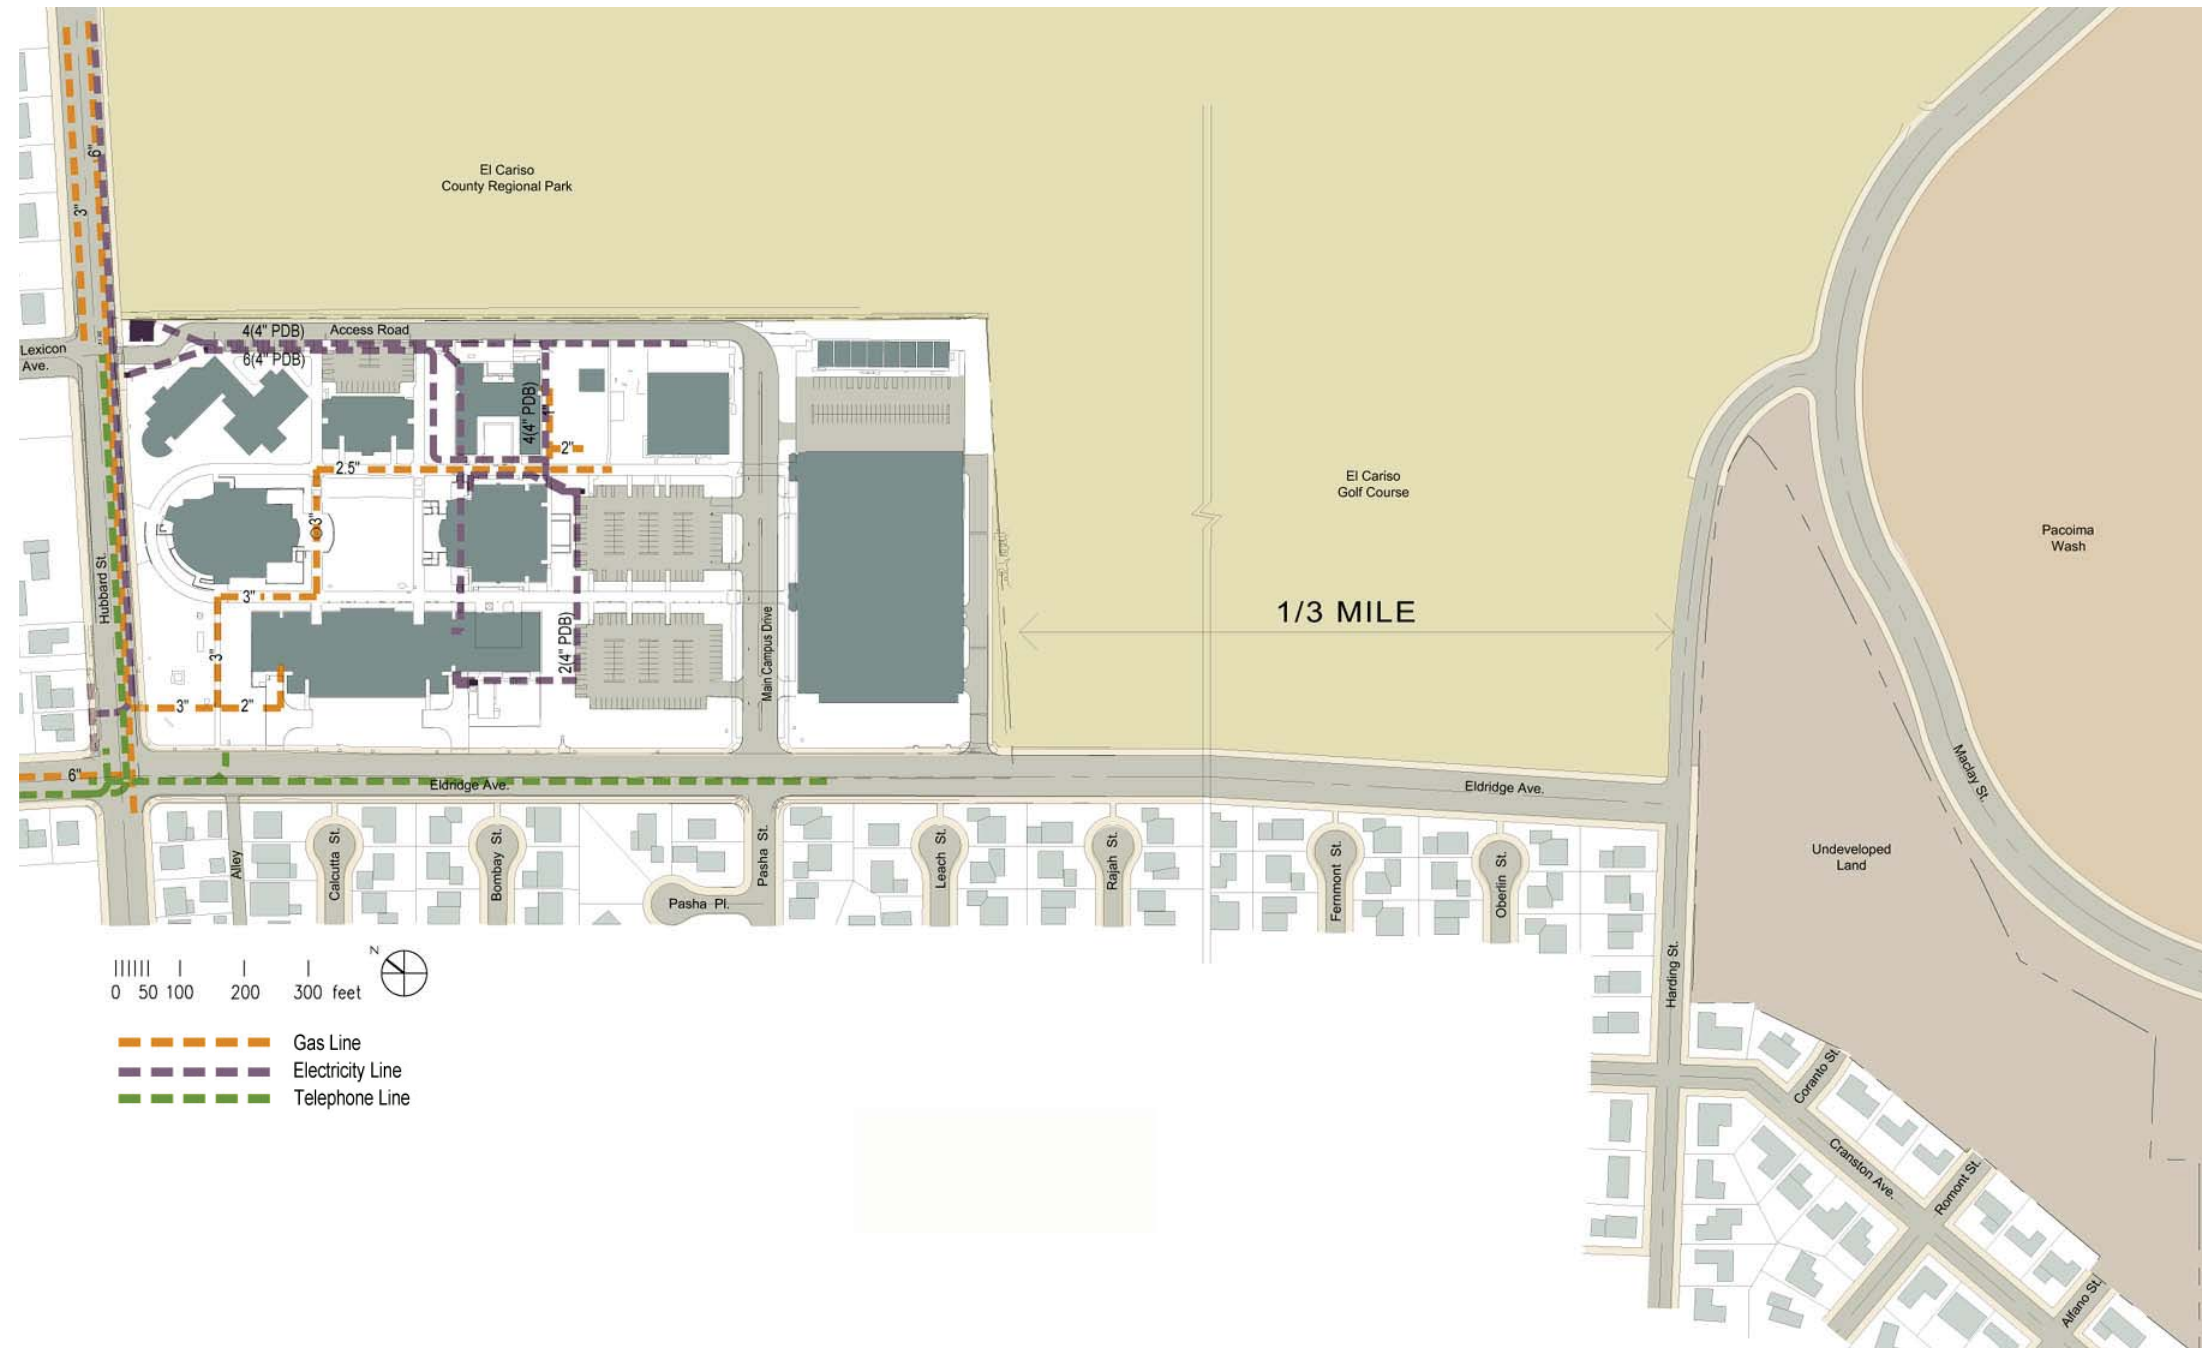 6"
3"
El Cariso
County Regional Park
4(4" PDB)
Access Road
6(4" PDB)
Lexicon
Ave.
4(4" PDB)
1"
2"
2.5"
3"
El Cariso
Golf Course
Pacoima
Wash
Hubbard St.
3"
3"
2(4" PDB)
Main Campus Drive
1/3 MILE
3"
2"
6"
Eldridge Ave.
Eldridge Ave.
Maclay St.
Undeveloped
Land
Alley
Calcutta St.
Bombay St.
Pasha St.
Pasha Pl.
Leach St.
Rajah St.
Fernmont St.
Oberlin St.
Harding St.
N
0 50 100 200 300 feet
Gas Line
Electricity Line
Telephone Line
Coranto St.
Cranston Ave.
Romont St.
Alfano St.